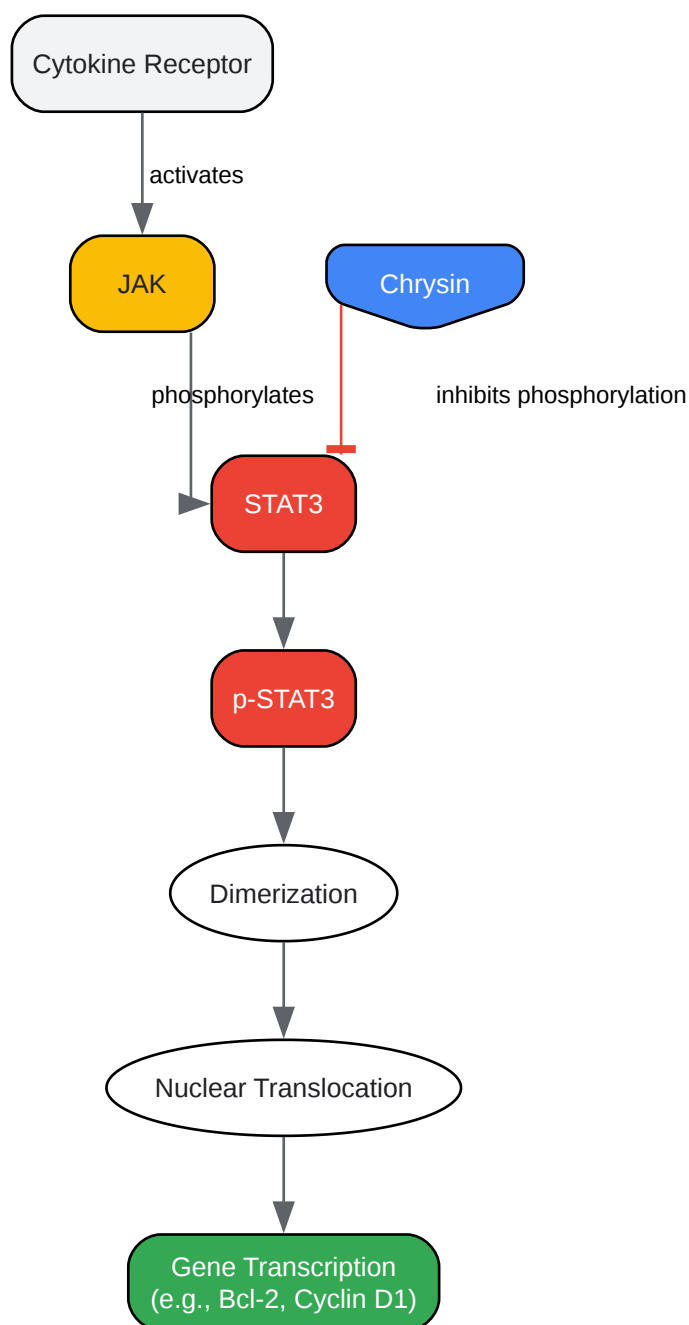 Cytokine Receptor
activates
JAK
Chrysin
phosphorylates
inhibits phosphorylation
STAT3
p-STAT3
Dimerization
Nuclear Translocation
Gene Transcription
(e.g., Bcl-2, Cyclin D1)